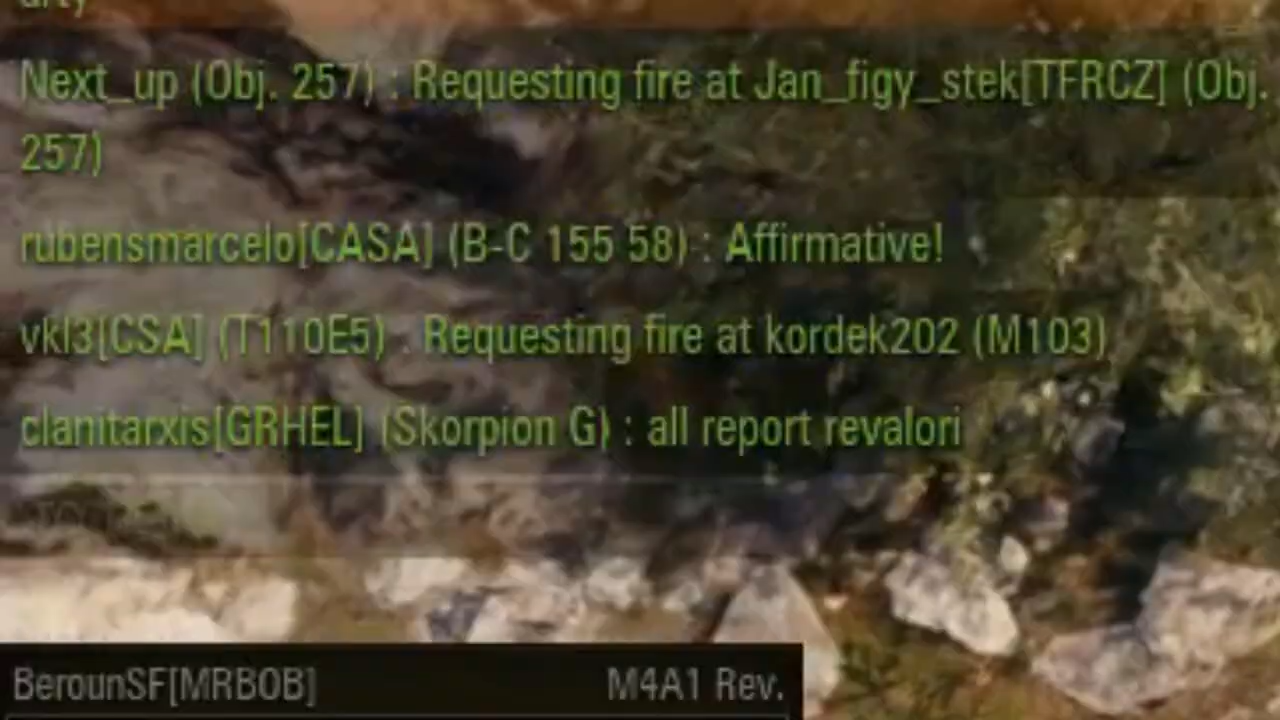 arty
Next_up (Obj. 257) : Requesting fire at Jan_figy_stek[TFRCZ] (Obj.
257)
rubensmarcelo[CASA] (B-C 155 58) : Affirmative!
vkl3[CSA] (T110E5) : Requesting fire at kordek202 (M103)
clanitarxis[GRHEL] (Skorpion G) : all report revalori
BerounSF[MRBOB] M4A1 Rev.